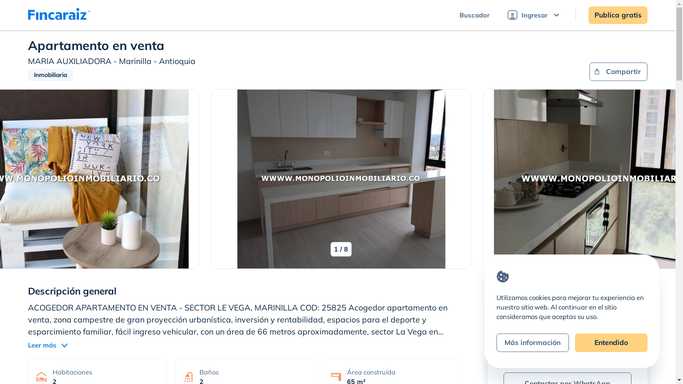 Fincaraiz
Buscador
Ingresar
Publica gratis
Apartamento en venta
MARIA AUXILIADORA - Marinilla - Antioquia
Inmobiliaria
Compartir
WWW.MONOPOLIOINMOBILIARIO.CO
WWWW.MONOPOLIOINMOBILIARIO.CO
WWWW.MONOPOLIOINMOBILIAR
1 / 8
Descripción general
ACOGEDOR APARTAMENTO EN VENTA - SECTOR LE VEGA, MARINILLA COD: 25825 Acogedor apartamento en
venta, zona campestre de gran proyección urbanística, inversión y rentabilidad, espacios para el deporte y
esparcimiento familiar, fácil ingreso vehicular, con un área de 66 metros aproximadamente, sector La Vega en...
Leer más
Habitaciones
2
Baños
2
Área construida
65 m²
Utilizamos cookies para mejorar tu experiencia en
nuestro sitio web. Al continuar en el sitio
consideramos que aceptas su uso.
Más información
Entendido
Contactar por WhatsApp